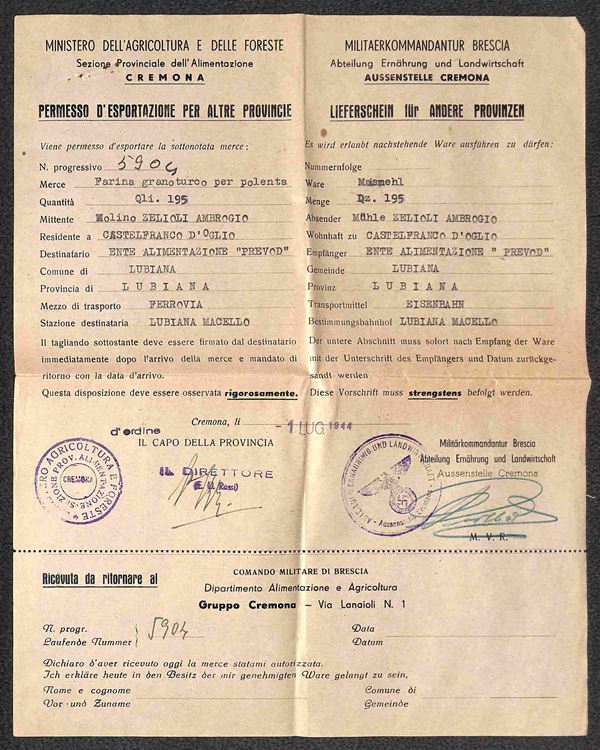 MINISTERO DELL'AGRICOLTURA E DELLE FORESTE
Sezione Provinciale dell'Alimentazione
CREMONA
PERMESSO D'ESPORTAZIONE PER ALTRE PROVINCIE
Viene permesso d'esportare la sottonotata merce:
N. progressivo 5904
Merce Farina granoturco per polenta
Quantità Qli. 195
Mittente Molino ZELIOLI AMBROGIO
Residente a CASTELFRANCO D'OGLIO
Destinatario ENTE ALIMENTAZIONE "PREVOD"
Comune di LUBIANA
Provincia di LUBIANA
Mezzo di trasporto FERROVIA
Stazione destinataria LUBIANA MACELLO
Il tagliando sottostante deve essere firmato dal destinatario
immediatamente dopo l'arrivo della merce e mandato di
ritorno con la data d'arrivo.
Questa disposizione deve essere osservata rigorosamente.
MILITAERKOMMANDANTUR BRESCIA
Abteilung Ernährung und Landwirtschaft
AUSSENSTELLE CREMONA
LIEFERSCHEIN für ANDERE PROVINZEN
Es wird erlaubt nachstehende Ware ausführen zu dürfen:
Nummernfolge
Ware Maismehl
Menge Dz. 195
Absender Mühle ZELIOLI AMBROGIO
Wohnhaft zu CASTELFRANCO D'OGLIO
Empfänger ENTE ALIMENTAZIONE " PREVOD"
Gemeinde LUBIANA
Provinz LUBIANA
Transportmittel EISENBAHN
Bestimmungsbahnhof LUBIANA MACELLO
Der untere Abschnitt muss sofort nach Empfang der Ware
mit der Unterschrift des Empfängers und Datum zurückge-
sandt werden
Diese Vorschrift muss strengstens befolgt werden.
Cremona, li - 1 LUG 1944
d'ordine
IL CAPO DELLA PROVINCIA
IL DIRETTORE
(Rossi)
AGRICOLTURA E FORESTE
SEZIONE PROV. ALIMENTAZIONE
CREMONA
ERNÄHRUNG UND LANDWIRTSCHAFT
Aussenstelle
Militärkommandantur Brescia
Abteilung Ernährung und Landwirtschaft
Aussenstelle Cremona
M. V. R.
Ricevuta da ritornare al
COMANDO MILITARE DI BRESCIA
Dipartimento Alimentazione e Agricoltura
Gruppo Cremona – Via Lanaioli N. 1
N. progr.
Laufende Nummer 5904
Data
Datum
Dichiaro d'aver ricevuto oggi la merce statami autorizzata.
Ich erkläre heute in den Besitz der mir genehmigten Ware gelangt zu sein,
Nome e cognome
Vor- und Zuname
Comune di
Gemeinde